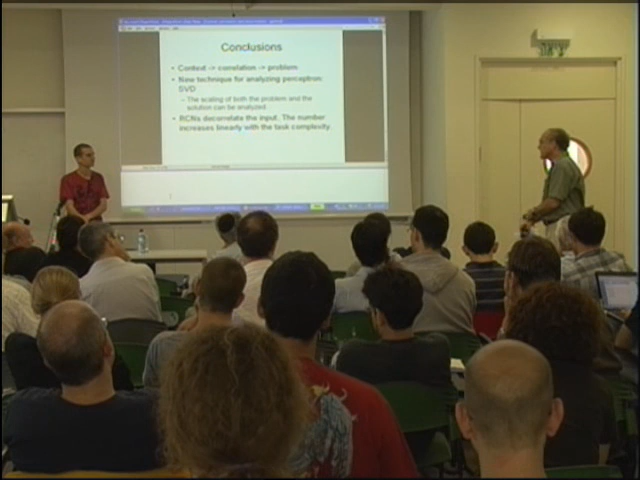 Conclusions
• Context -> correlation -> problem
• New technique for analyzing perceptron:
SVD
– The scaling of both the problem and the
solution can be analyzed
• RCNs decorrelate the input. The number
increases linearly with the task complexity.